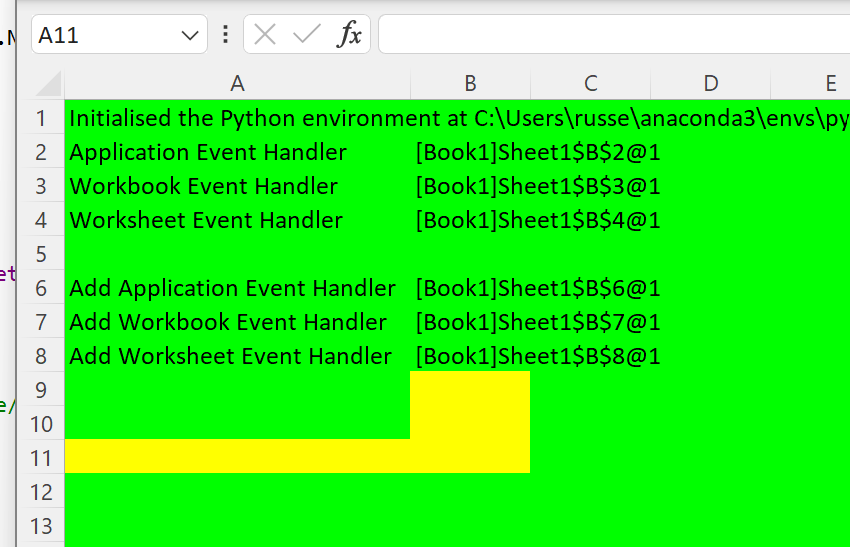 .N
A11 fx
A B C D E
1 Initialised the Python environment at C:\Users\russe\anaconda3\envs\py
2 Application Event Handler [Book1]Sheet1$B$2@1
3 Workbook Event Handler [Book1]Sheet1$B$3@1
4 Worksheet Event Handler [Book1]Sheet1$B$4@1
5
et
6 Add Application Event Handler [Book1]Sheet1$B$6@1
7 Add Workbook Event Handler [Book1]Sheet1$B$7@1
8 Add Worksheet Event Handler [Book1]Sheet1$B$8@1
9
e/
10
11
12
13